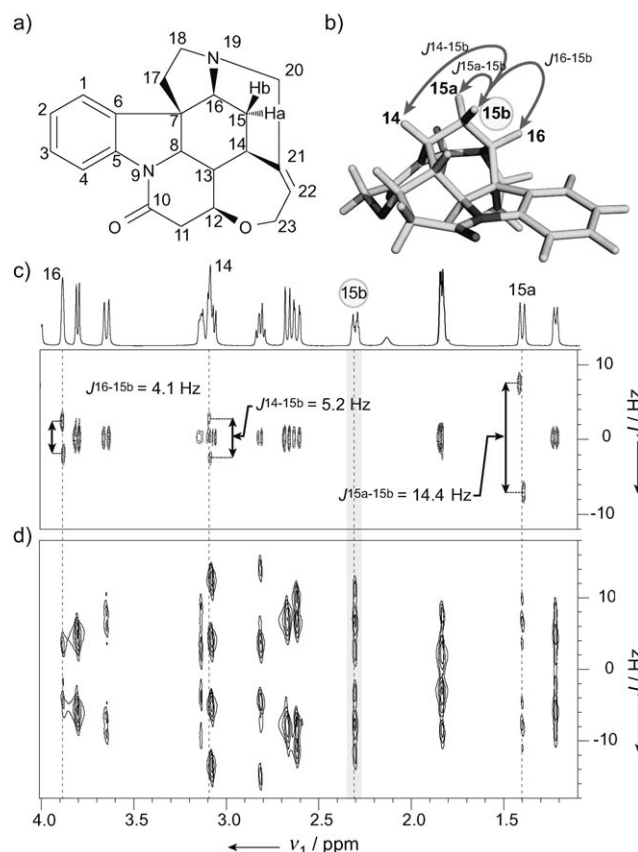 a)
18
N
19
20
17
Hb
1
6
16
15
Ha
2
7
14
3
5
8
21
4
N
9
13
22
10
12
O
11
O
23
b)
J14-15b
J15a-15b
J16-15b
15a
15b
14
16
c)
16
14
15b
15a
J16-15b = 4.1 Hz
J14-15b = 5.2 Hz
J15a-15b = 14.4 Hz
10
0
-10
J / Hz
d)
10
0
-10
J / Hz
4.0
3.5
3.0
2.5
2.0
1.5
ν1 / ppm